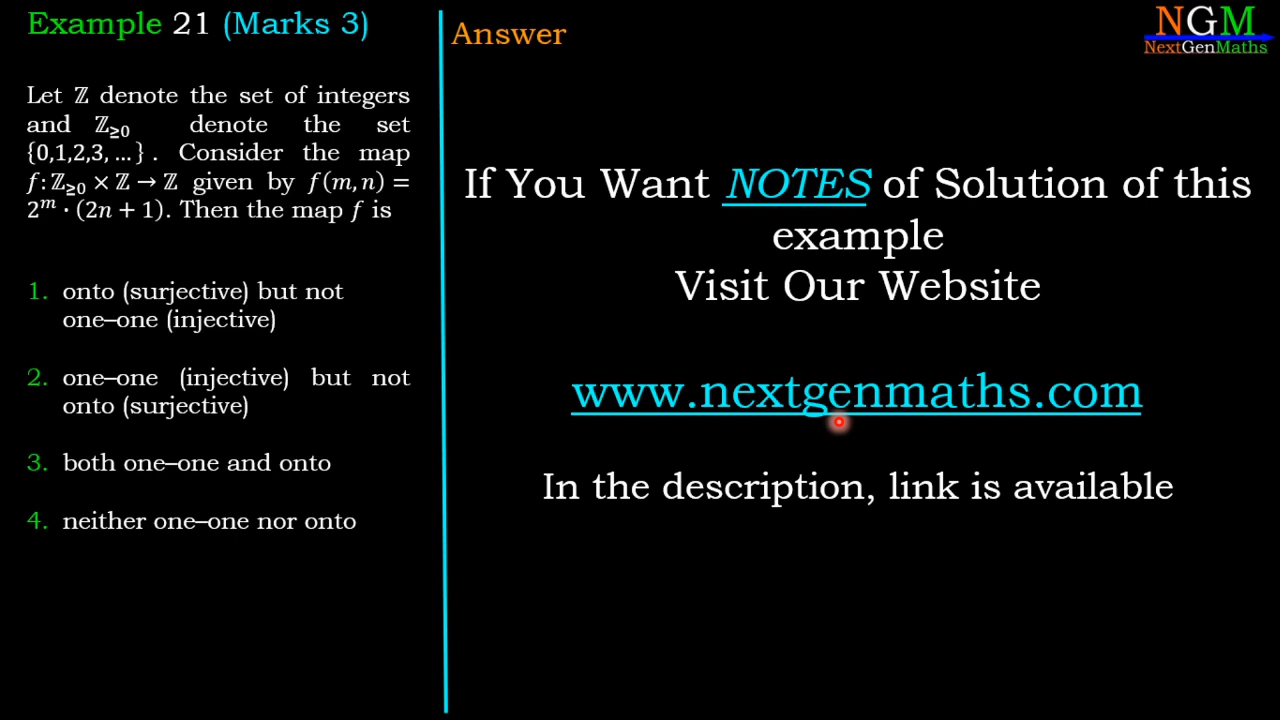 Example 21 (Marks 3)
Let ℤ denote the set of integers
and ℤ≥0 denote the set
{0,1,2,3, …} . Consider the map
f: ℤ≥0 × ℤ → ℤ given by f(m, n) =
2^m · (2n + 1). Then the map f is
1. onto (surjective) but not
one–one (injective)
2. one–one (injective) but not
onto (surjective)
3. both one–one and onto
4. neither one–one nor onto
Answer
NGM
NextGenMaths
If You Want NOTES of Solution of this
example
Visit Our Website
www.nextgenmaths.com
In the description, link is available